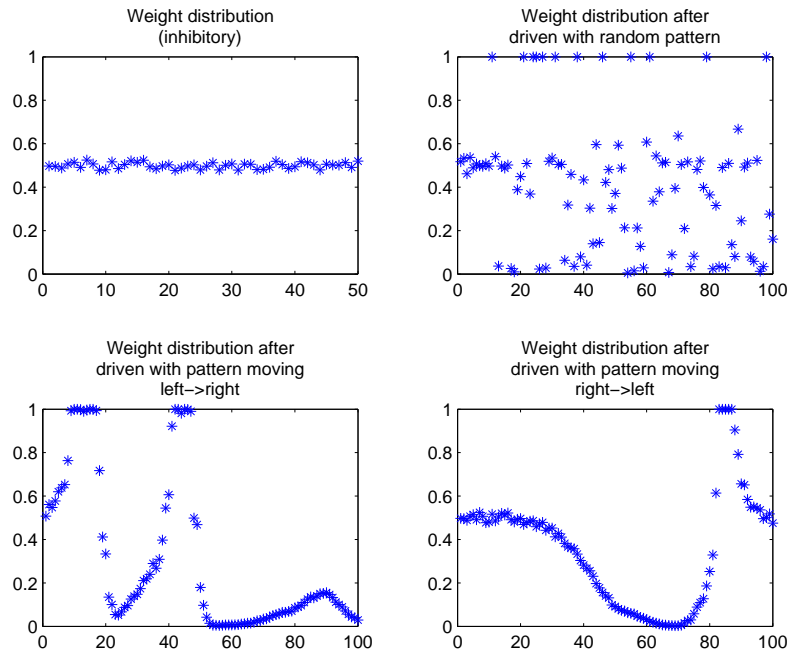 Weight distribution
(inhibitory)
1
0.8
0.6
0.4
0.2
0
0 10 20 30 40 50
Weight distribution after
driven with random pattern
1
0.8
0.6
0.4
0.2
0
0 20 40 60 80 100
Weight distribution after
driven with pattern moving
left->right
1
0.8
0.6
0.4
0.2
0
0 20 40 60 80 100
Weight distribution after
driven with pattern moving
right->left
1
0.8
0.6
0.4
0.2
0
0 20 40 60 80 100